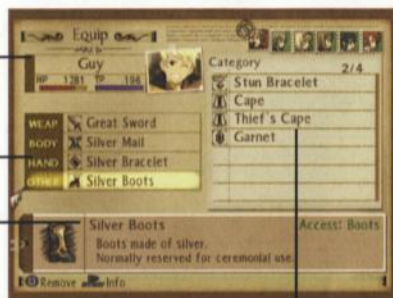 Equip
Guy
HP 1281 TP 196
WEAP Great Sword
BODY Silver Mail
HAND Silver Bracelet
OTHER Silver Boots
Category
2/4
Stun Bracelet
Cape
Thief's Cape
Garnet
Silver Boots
Access: Boots
Boots made of silver.
Normally reserved for ceremonial use.
Remove Info